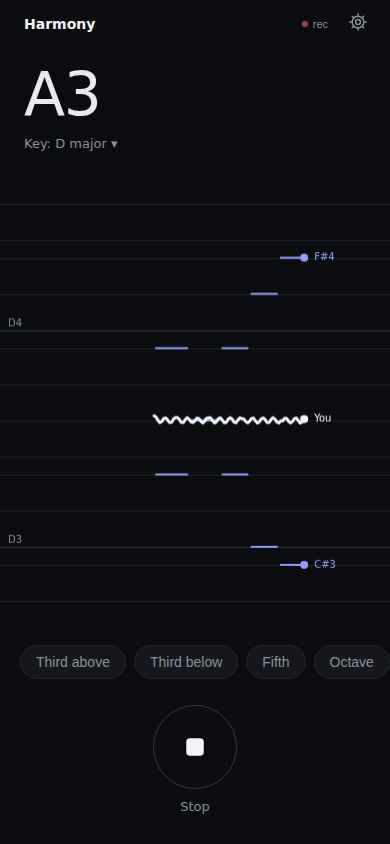 Harmony
rec
A3
Key: D major ▾
F#4
D4
You
D3
C#3
Third above
Third below
Fifth
Octave
Stop